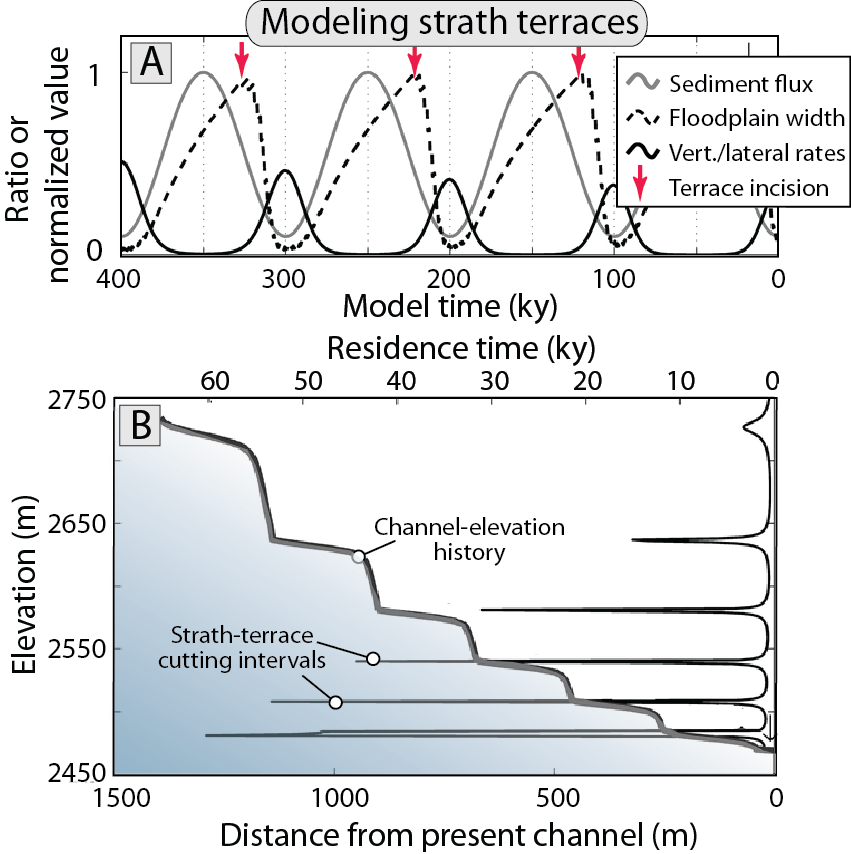 Modeling strath terraces
A
Ratio or
normalized value
1
0
Sediment flux
Floodplain width
Vert./lateral rates
Terrace incision
400
300
200
100
0
Model time (ky)
Residence time (ky)
60
50
40
30
20
10
0
B
Elevation (m)
2750
2650
2550
2450
Channel-elevation
history
Strath-terrace
cutting intervals
1500
1000
500
0
Distance from present channel (m)